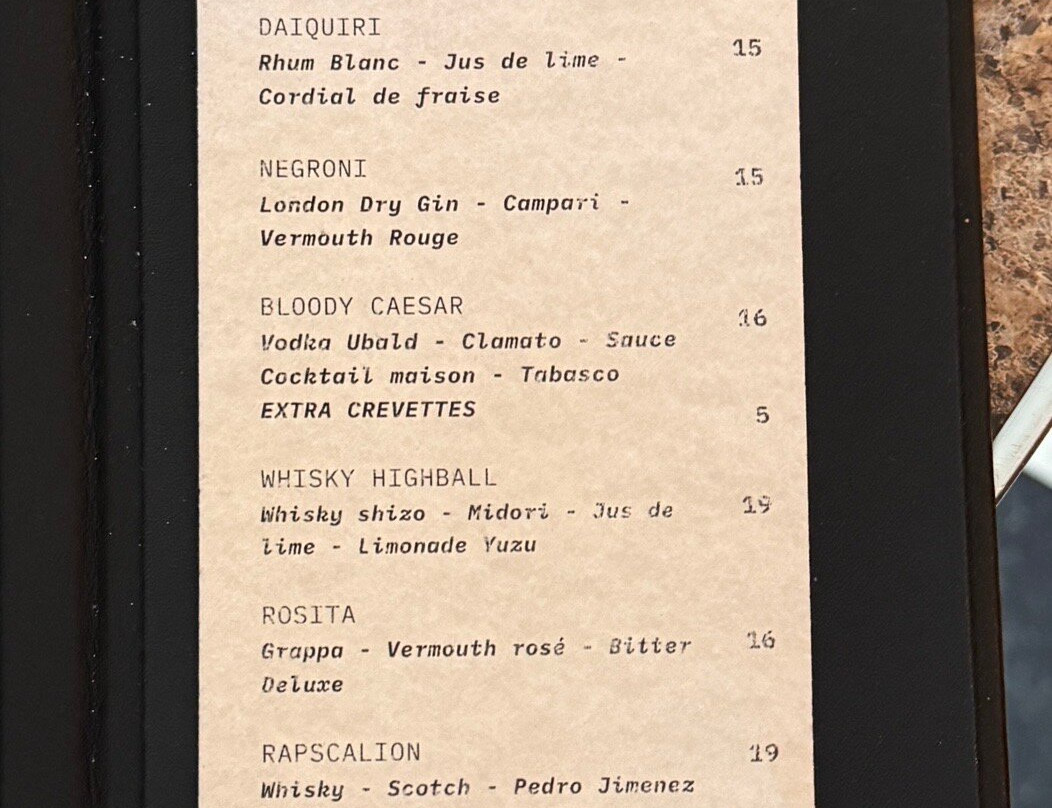 DAIQUIRI
Rhum Blanc - Jus de lime - 15
Cordial de fraise
NEGRONI 15
London Dry Gin - Campari -
Vermouth Rouge
BLOODY CAESAR 16
Vodka Ubald - Clamato - Sauce
Cocktail maison - Tabasco
EXTRA CREVETTES 5
WHISKY HIGHBALL
Whisky shizo - Midori - Jus de 19
lime - Limonade Yuzu
ROSITA
Grappa - Vermouth rosé - Bitter 16
Deluxe
RAPSCALION 19
Whisky - Scotch - Pedro Jimenez